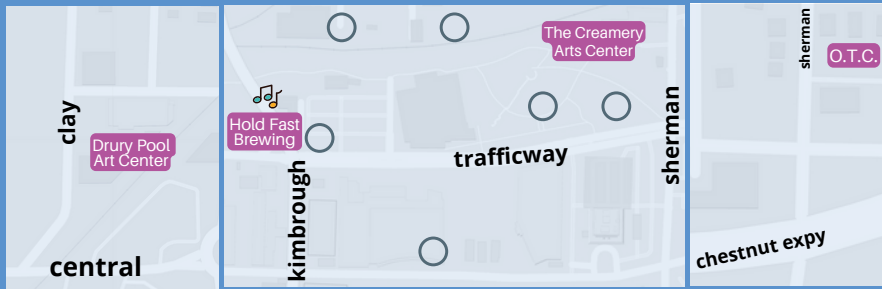 clay
Drury Pool
Art Center
central
Hold Fast
Brewing
kimbrough
trafficway
The Creamery
Arts Center
sherman
sherman
O.T.C.
chestnut expy